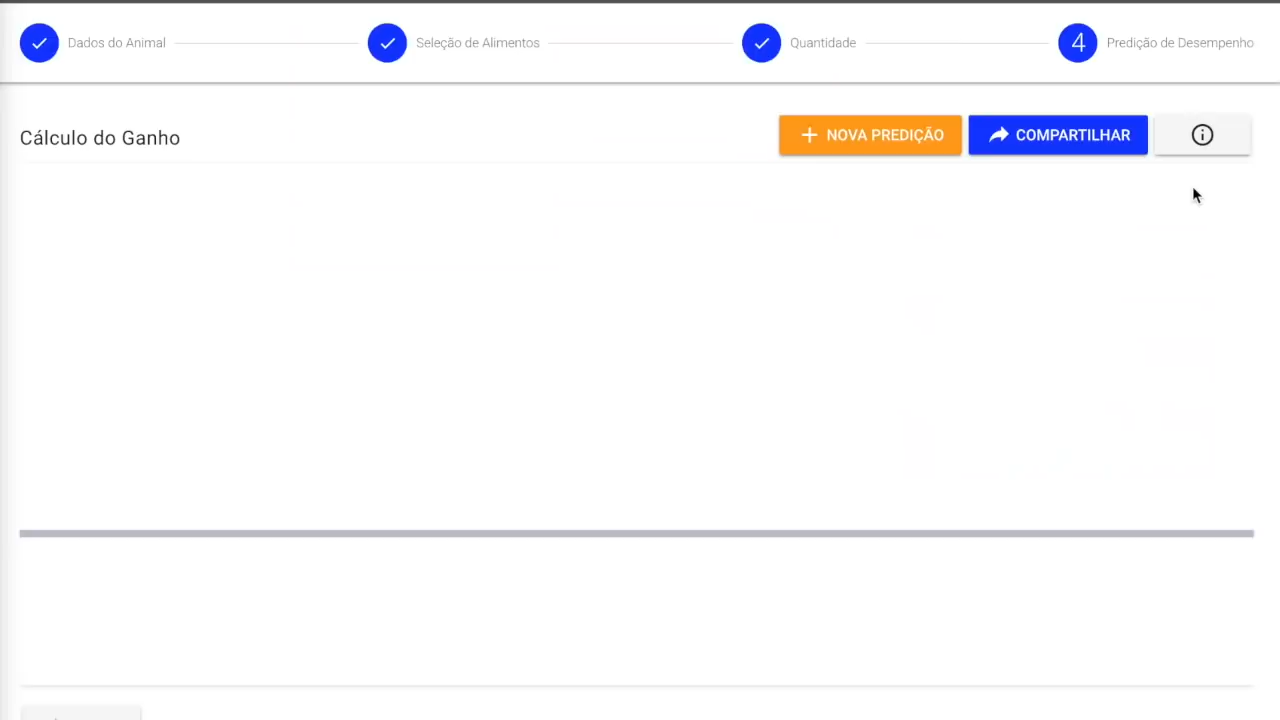 Dados do Animal
Seleção de Alimentos
Quantidade
4 Predição de Desempenho
Cálculo do Ganho
NOVA PREDIÇÃO
COMPARTILHAR